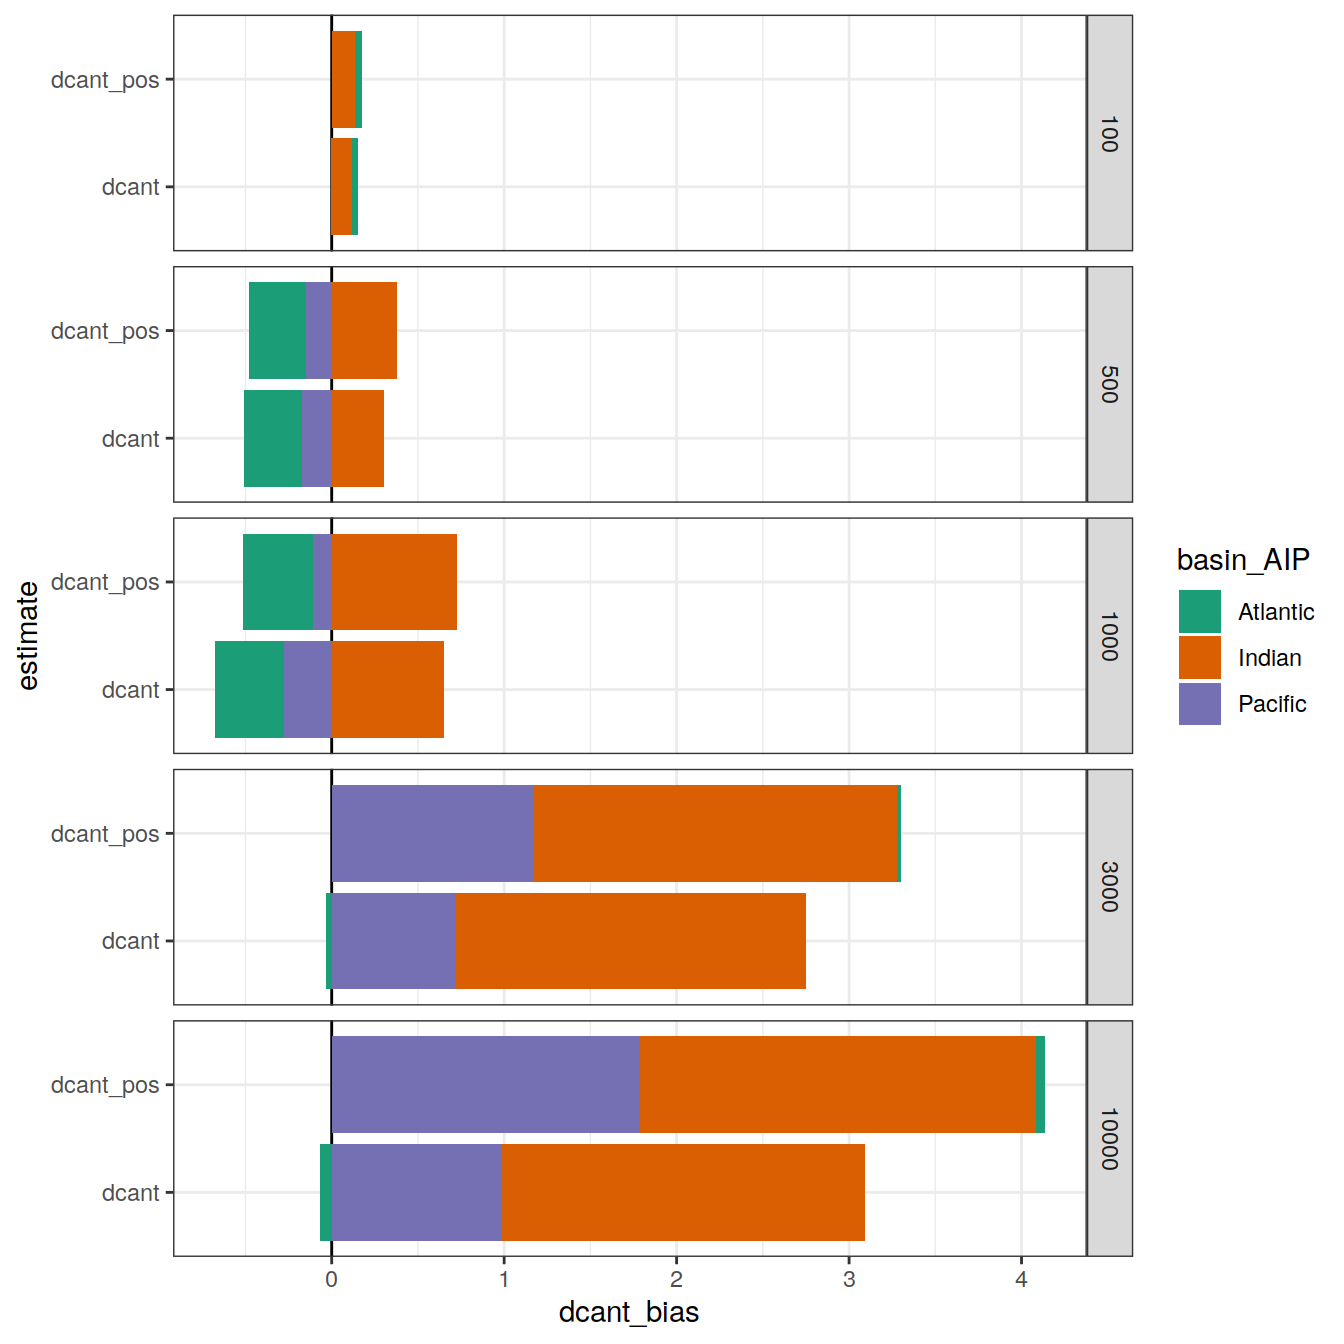 dcant_pos
dcant
100
dcant_pos
dcant
500
dcant_pos
dcant
1000
dcant_pos
dcant
3000
dcant_pos
dcant
10000
0 1 2 3 4
dcant_bias
estimate
basin_AIP
Atlantic
Indian
Pacific